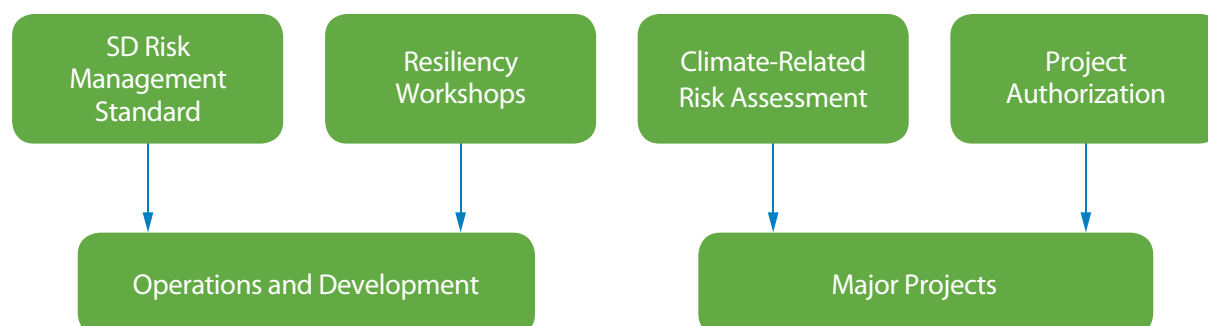 SD Risk
Management
Standard
Resiliency
Workshops
Climate-Related
Risk Assessment
Project
Authorization
Operations and Development
Major Projects